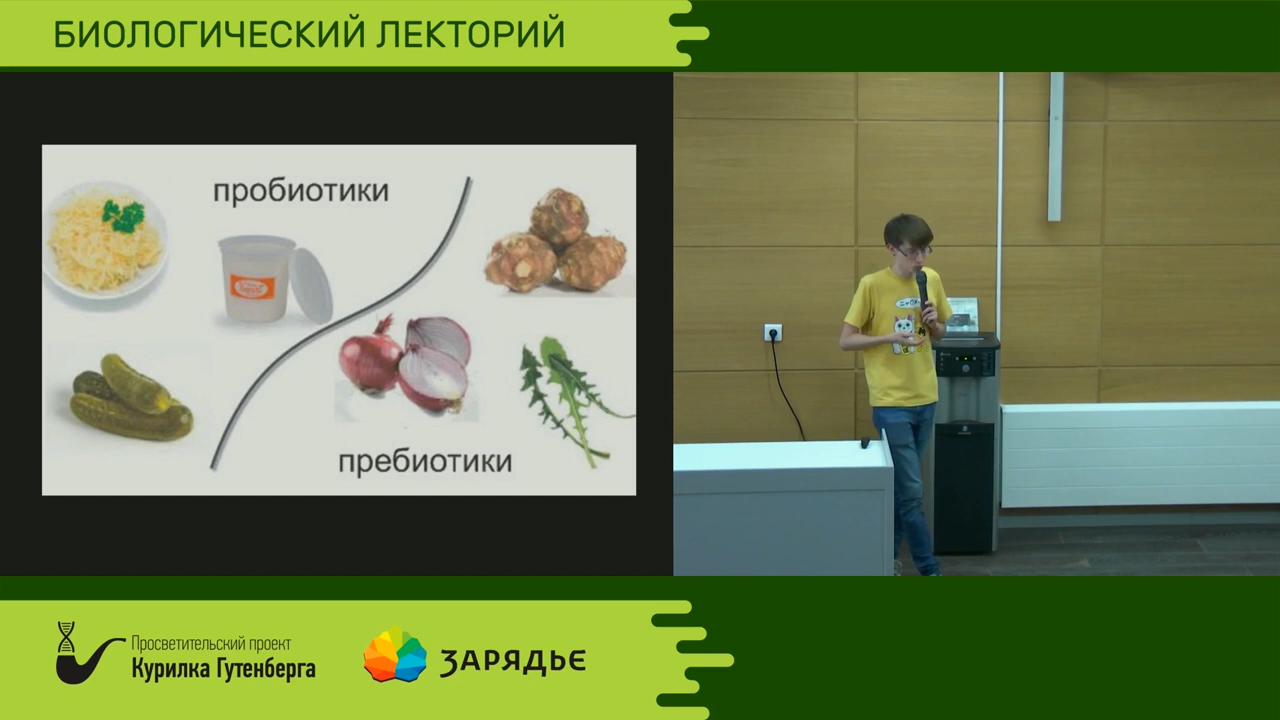 БИОЛОГИЧЕСКИЙ ЛЕКТОРИЙ
пробиотики
пребиотики
Просветительский проект
Курилка Гутенберга
ЗАРЯДЬЕ